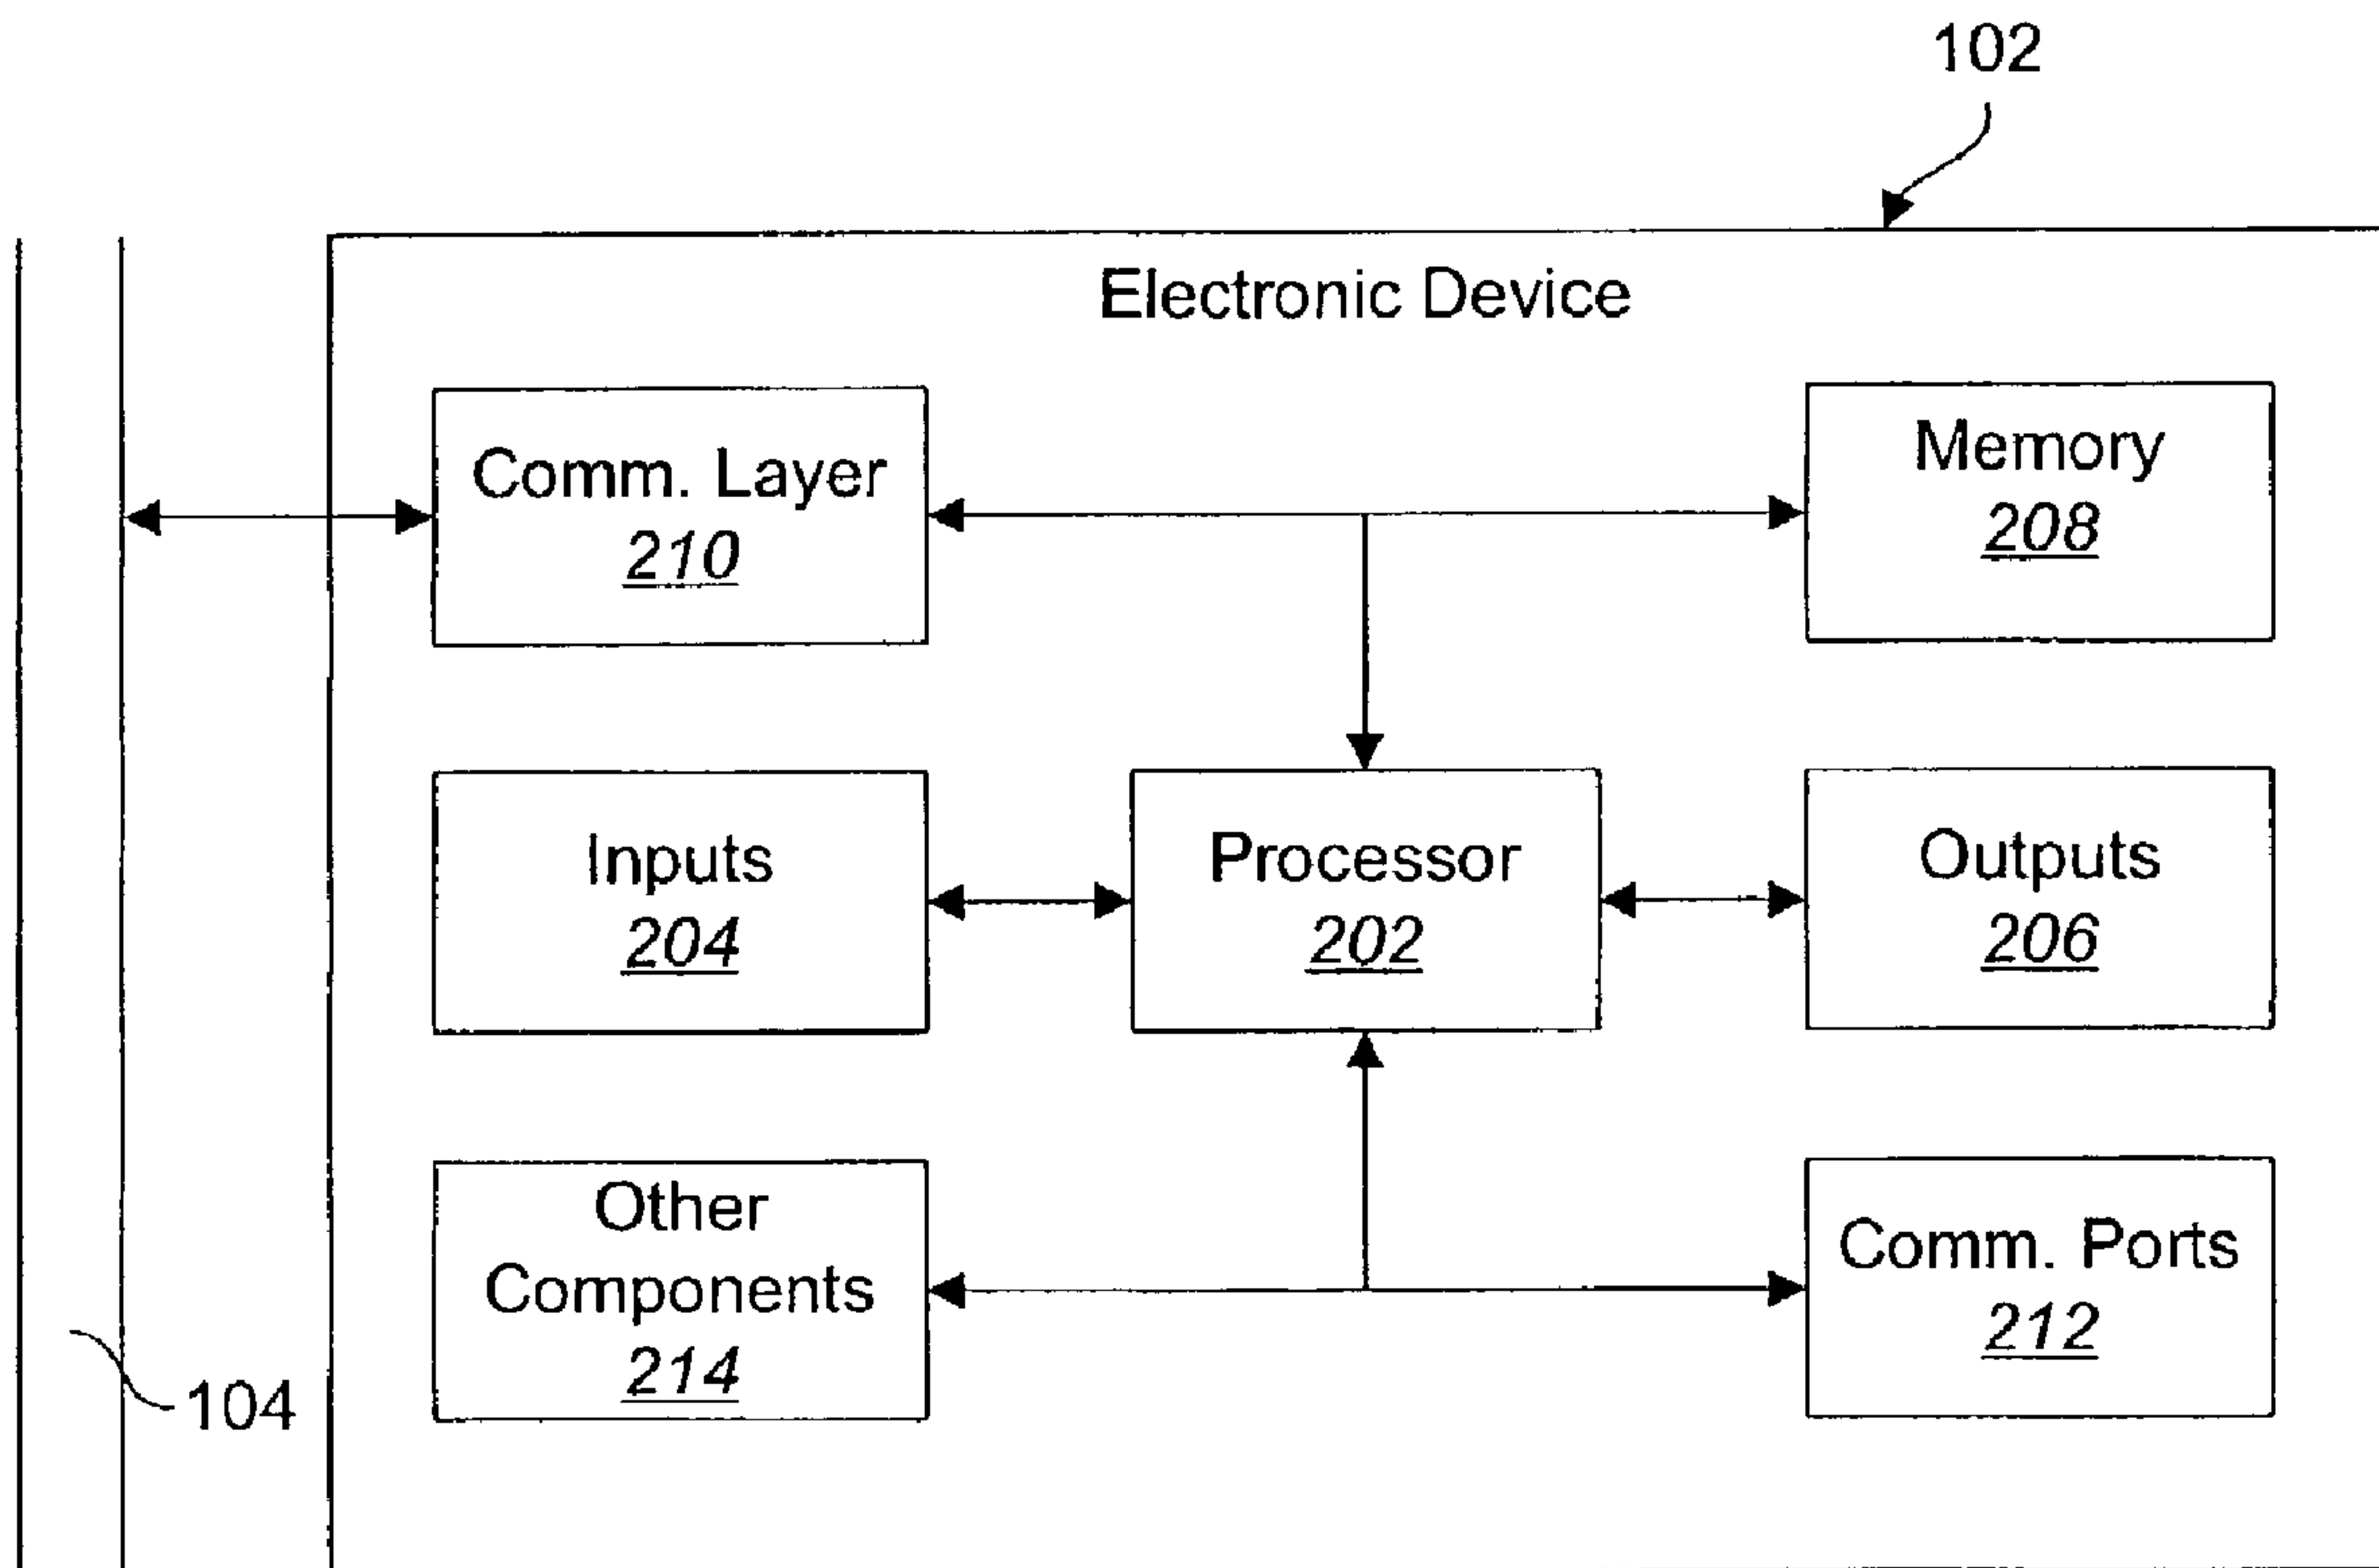 102
Electronic Device
Comm. Layer
210
Memory
208
Inputs
204
Processor
202
Outputs
206
Other
Components
214
Comm. Ports
212
104